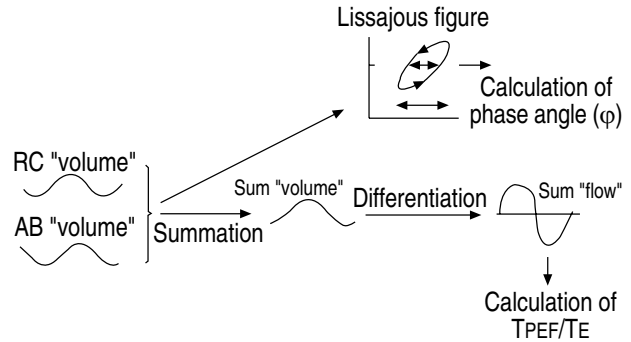 Lissajous figure
Calculation of
phase angle (φ)
RC "volume"
AB "volume"
Summation
Sum "volume"
Differentiation
Sum "flow"
Calculation of
TPEF/TE